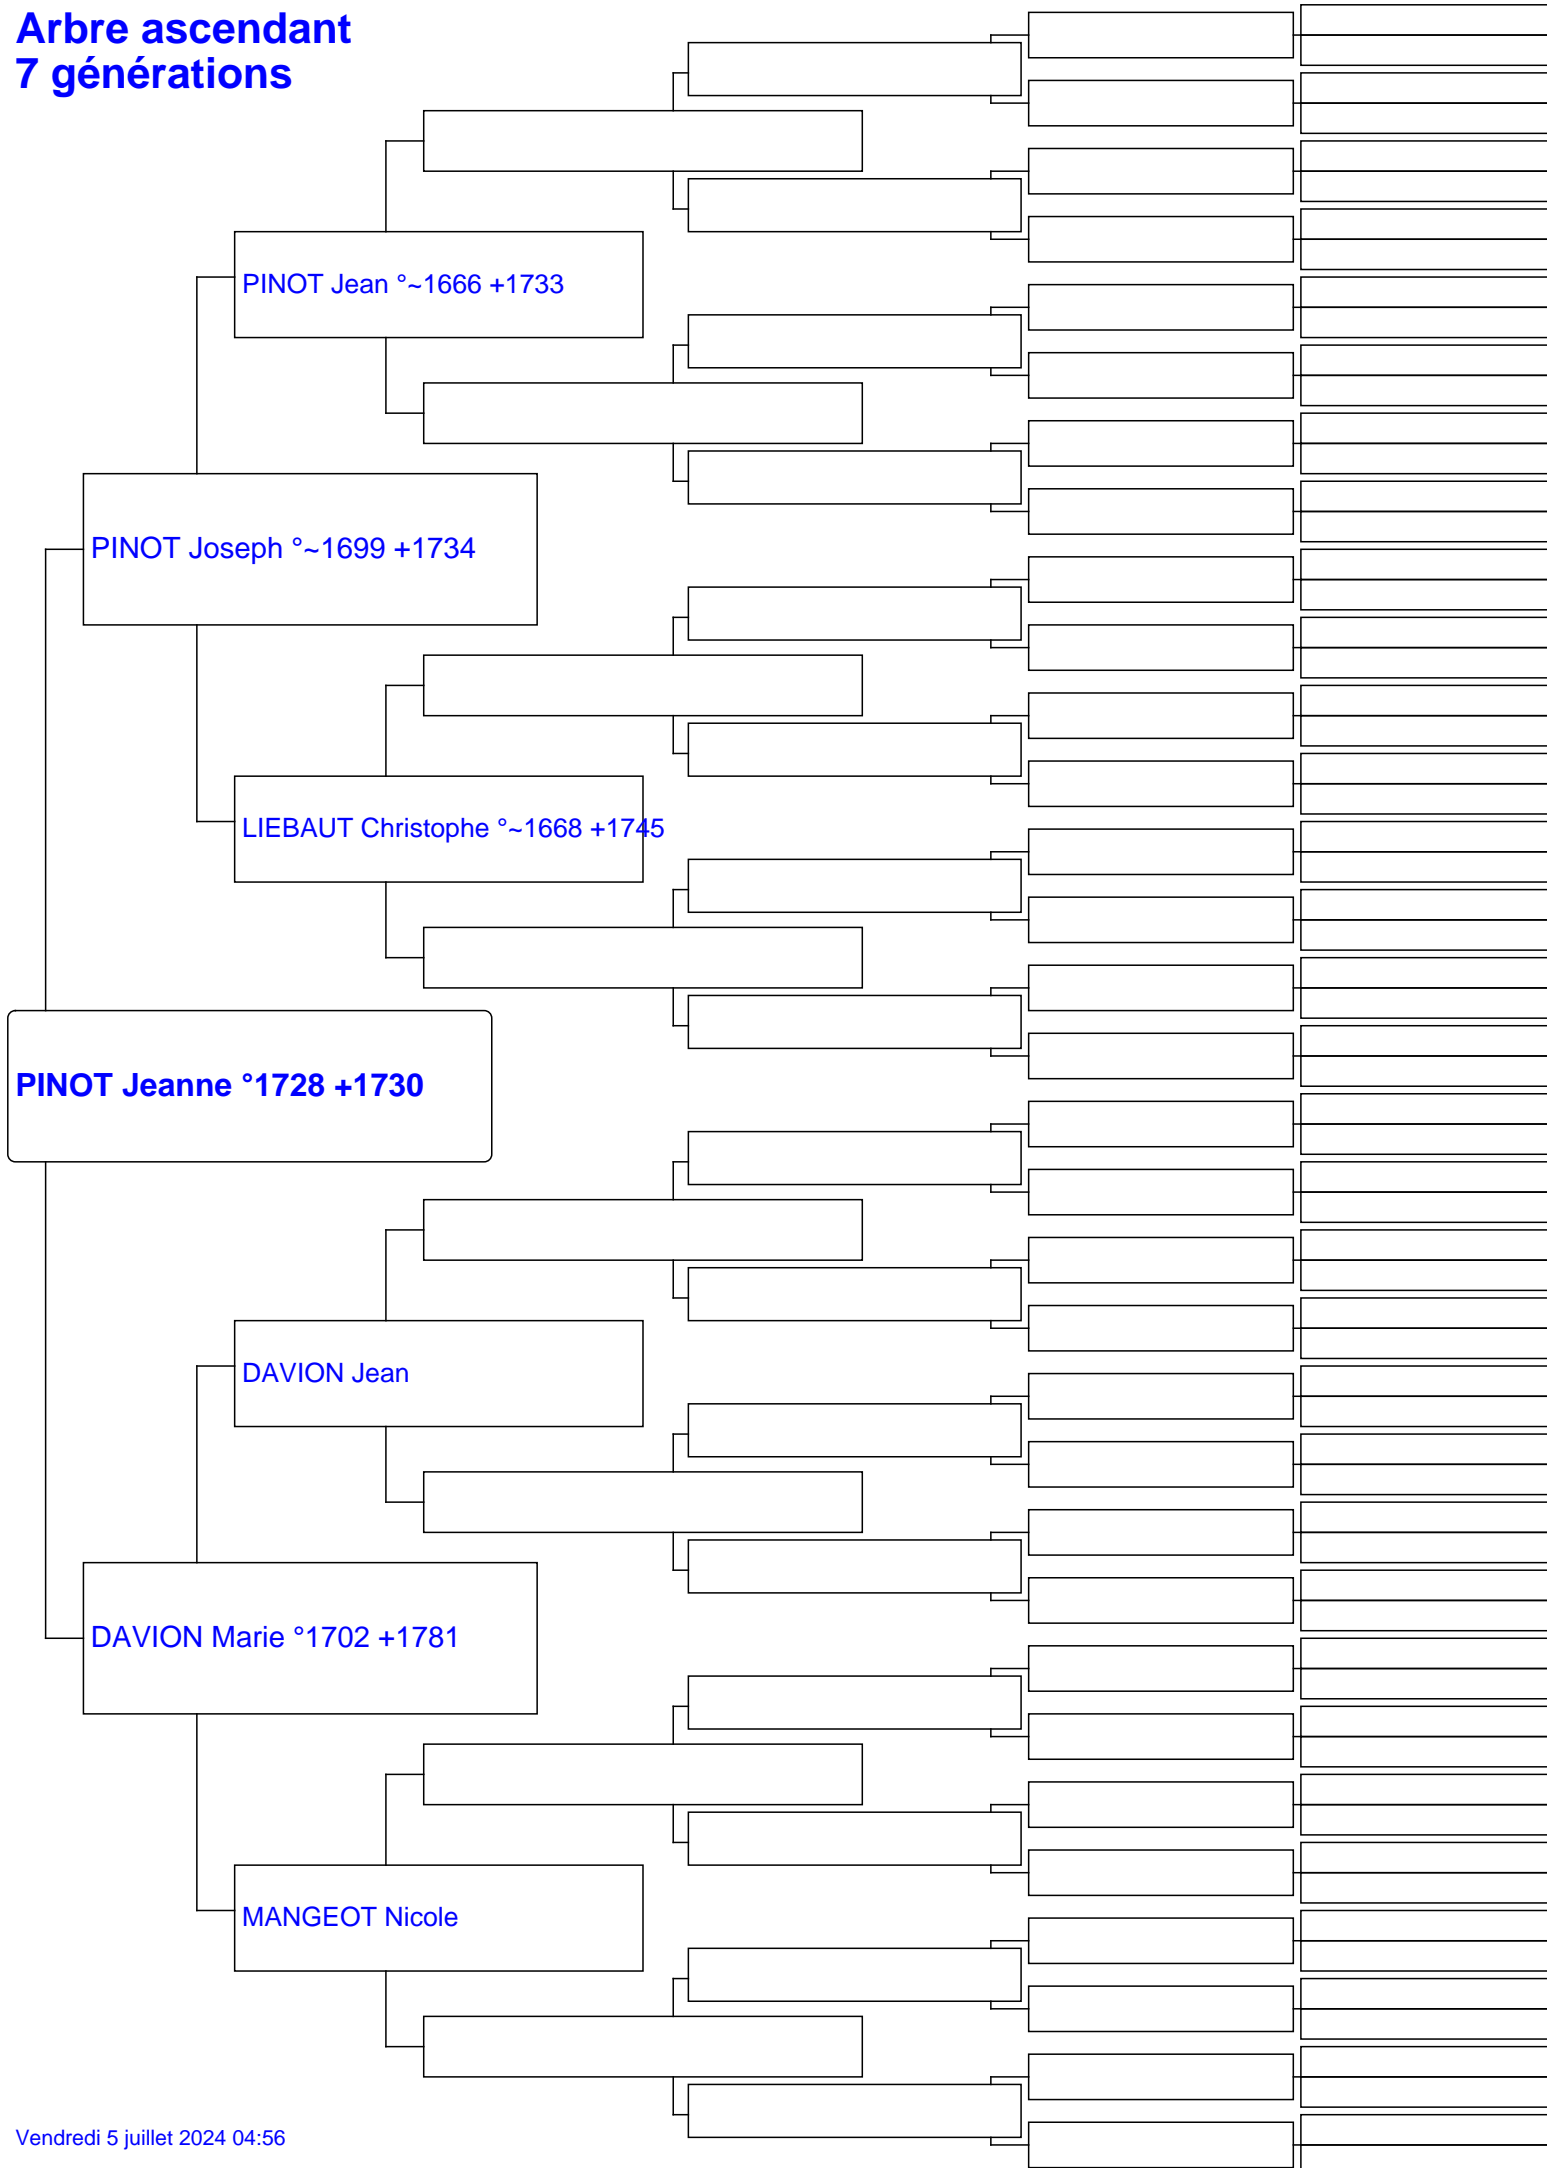 Arbre ascendant
7 générations
PINOT Jean °~1666 +1733
PINOT Joseph °~1699 +1734
LIEBAUT Christophe °~1668 +1745
PINOT Jeanne °1728 +1730
DAVION Jean
DAVION Marie °1702 +1781
MANGEOT Nicole
Vendredi 5 juillet 2024 04:56